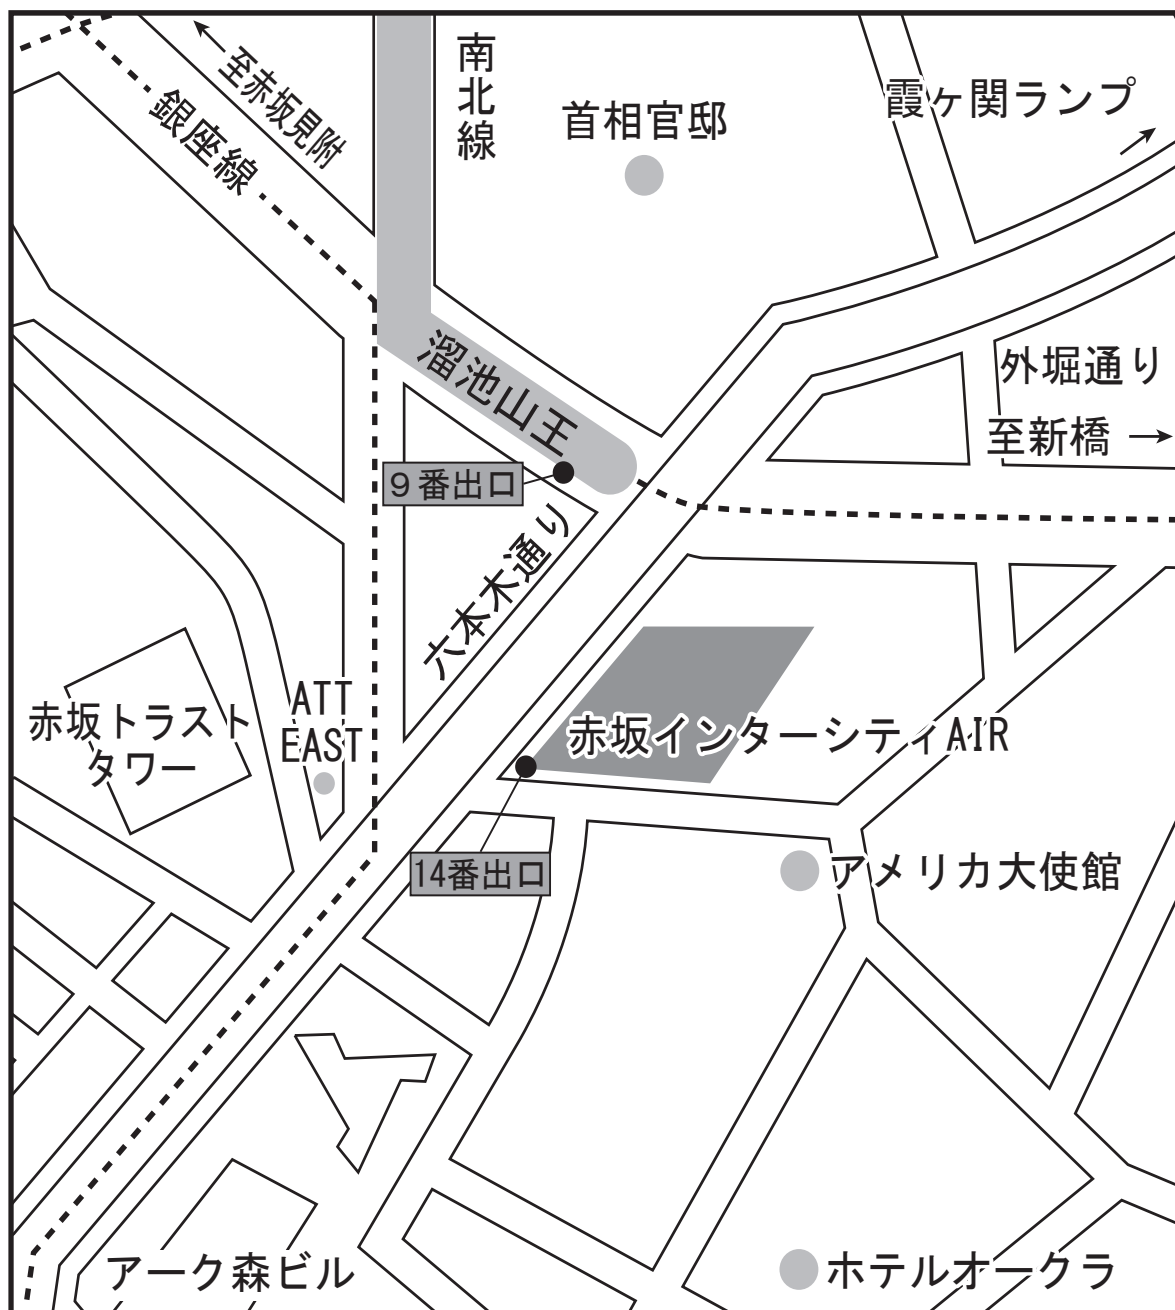 南北線
首相官邸
霞ヶ関ランプ
至赤坂見附
銀座線
溜池山王
外堀通り
至新橋
9番出口
六本木通り
赤坂トラスト
タワー
ATT
EAST
赤坂インターシティAIR
14番出口
アメリカ大使館
アーク森ビル
ホテルオークラ